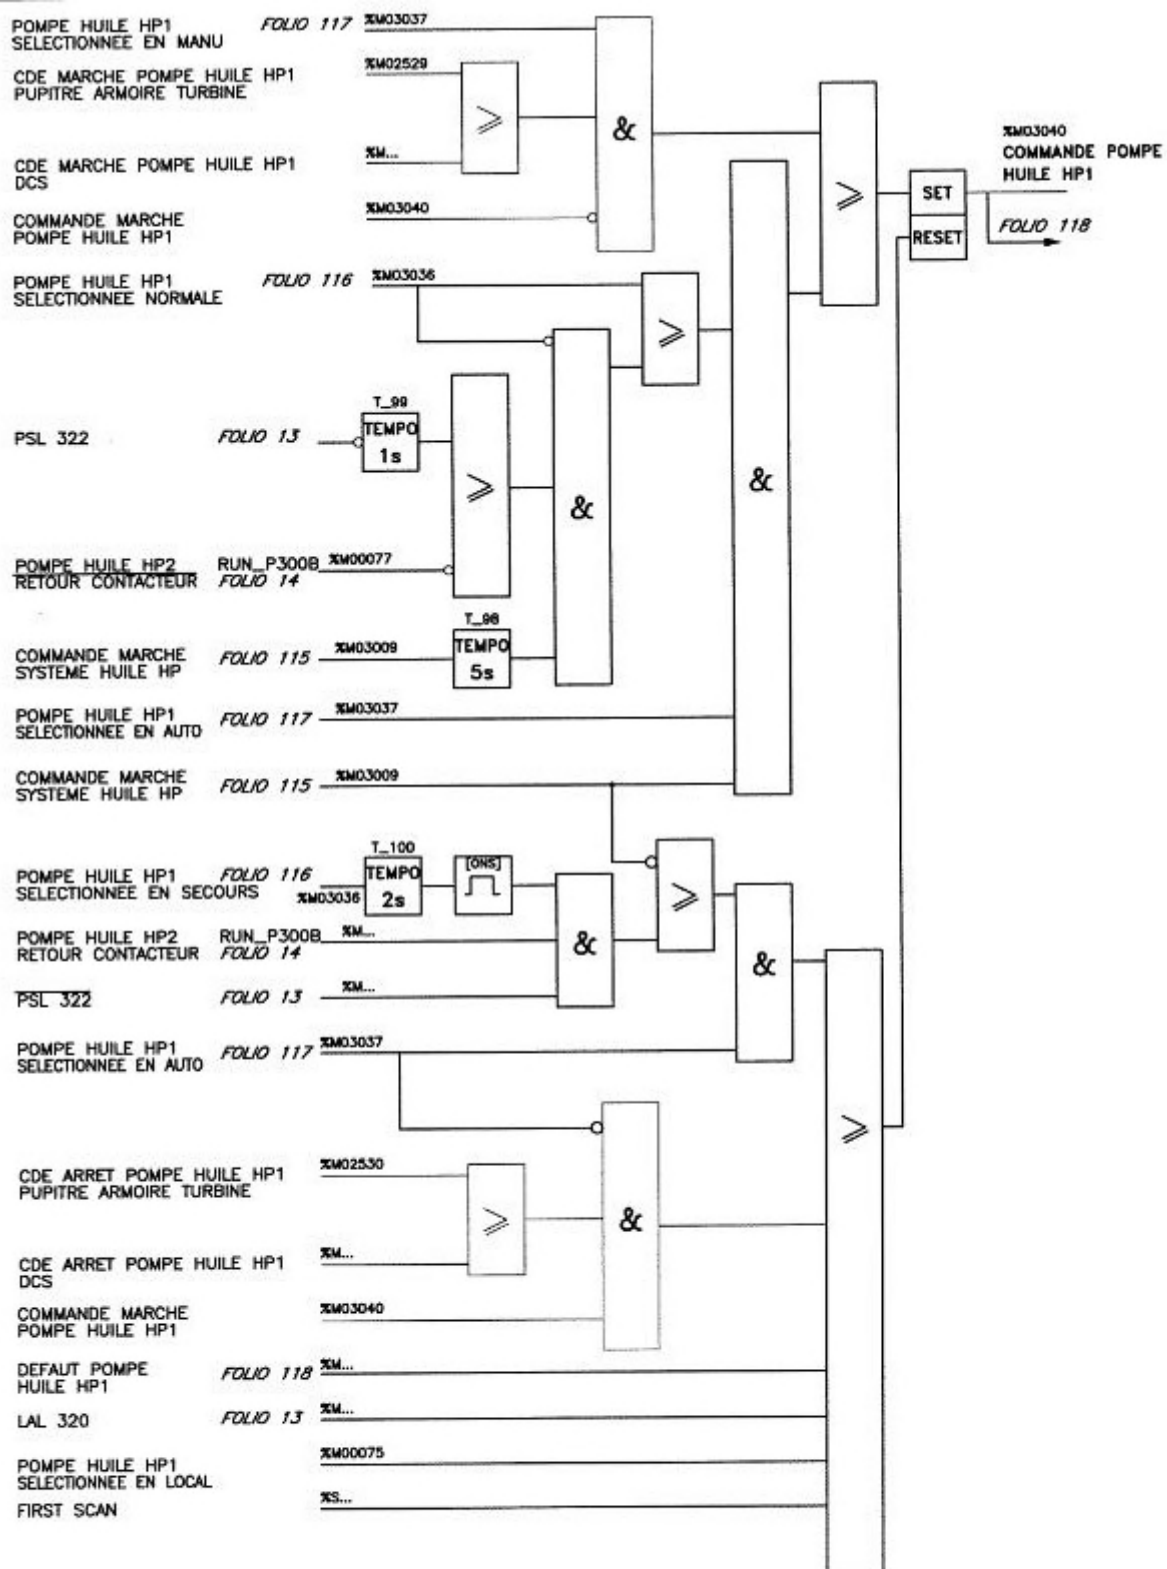 POMPE HUILE HP1 FOLIO 117 %M03037
SELECTIONNEE EN MANU
CDE MARCHE POMPE HUILE HP1 %M02529
PUPITRE ARMOIRE TURBINE
≥
&
CDE MARCHE POMPE HUILE HP1 %M...
DCS
COMMANDE MARCHE %M03040
POMPE HUILE HP1
≥
%M03040
COMMANDE POMPE
HUILE HP1
SET
RESET
FOLIO 118
POMPE HUILE HP1 FOLIO 116 %M03036
SELECTIONNEE NORMALE
≥
T_99
PSL 322 FOLIO 13 TEMPO
1s
≥
&
&
POMPE HUILE HP2 RUN_P300B %M00077
RETOUR CONTACTEUR FOLIO 14
T_98
COMMANDE MARCHE FOLIO 115 %M03009 TEMPO
SYSTEME HUILE HP 5s
POMPE HUILE HP1 FOLIO 117 %M03037
SELECTIONNEE EN AUTO
COMMANDE MARCHE FOLIO 115 %M03009
SYSTEME HUILE HP
T_100
POMPE HUILE HP1 FOLIO 116 TEMPO [ONS]
SELECTIONNEE EN SECOURS %M03036 2s
≥
POMPE HUILE HP2 RUN_P300B %M...
RETOUR CONTACTEUR FOLIO 14
&
&
PSL 322 FOLIO 13 %M...
POMPE HUILE HP1 FOLIO 117 %M03037
SELECTIONNEE EN AUTO
≥
CDE ARRET POMPE HUILE HP1 %M02530
PUPITRE ARMOIRE TURBINE
≥
&
CDE ARRET POMPE HUILE HP1 %M...
DCS
COMMANDE MARCHE %M03040
POMPE HUILE HP1
DEFAUT POMPE FOLIO 118 %M...
HUILE HP1
LAL 320 FOLIO 13 %M...
POMPE HUILE HP1 %M00075
SELECTIONNEE EN LOCAL
FIRST SCAN %S...